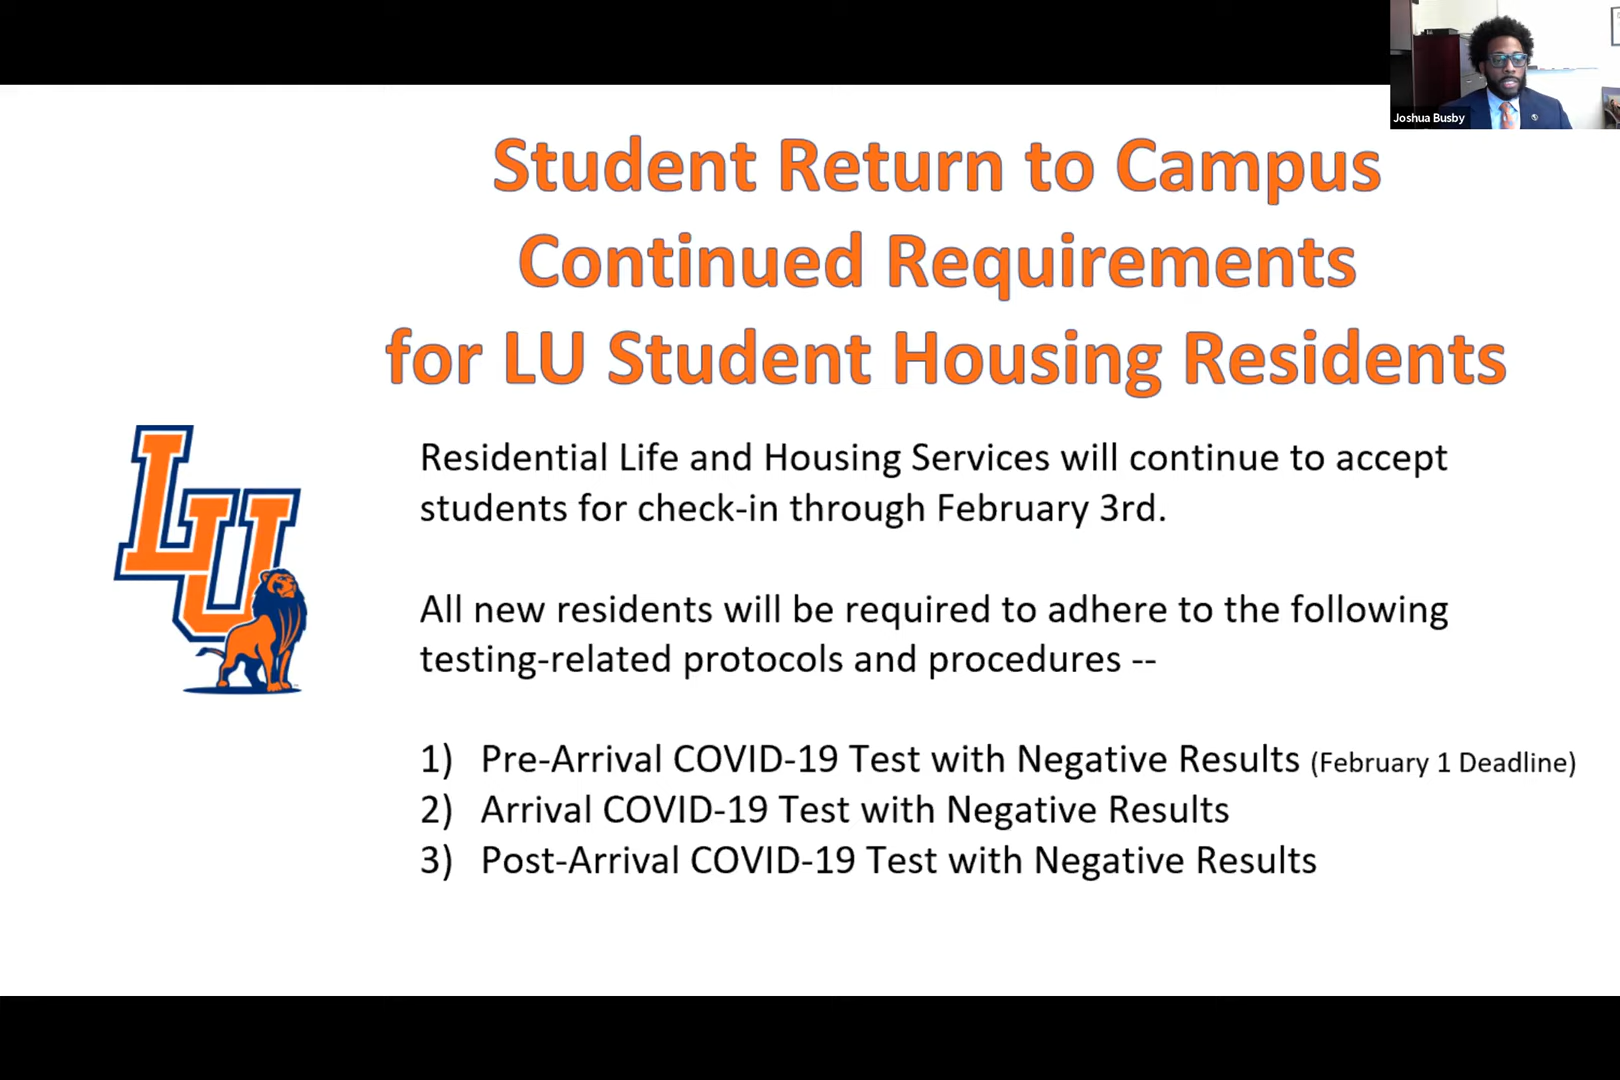 Joshua Busby
Student Return to Campus
Continued Requirements
for LU Student Housing Residents
LU
Residential Life and Housing Services will continue to accept
students for check-in through February 3rd.
All new residents will be required to adhere to the following
testing-related protocols and procedures --
1) Pre-Arrival COVID-19 Test with Negative Results (February 1 Deadline)
2) Arrival COVID-19 Test with Negative Results
3) Post-Arrival COVID-19 Test with Negative Results